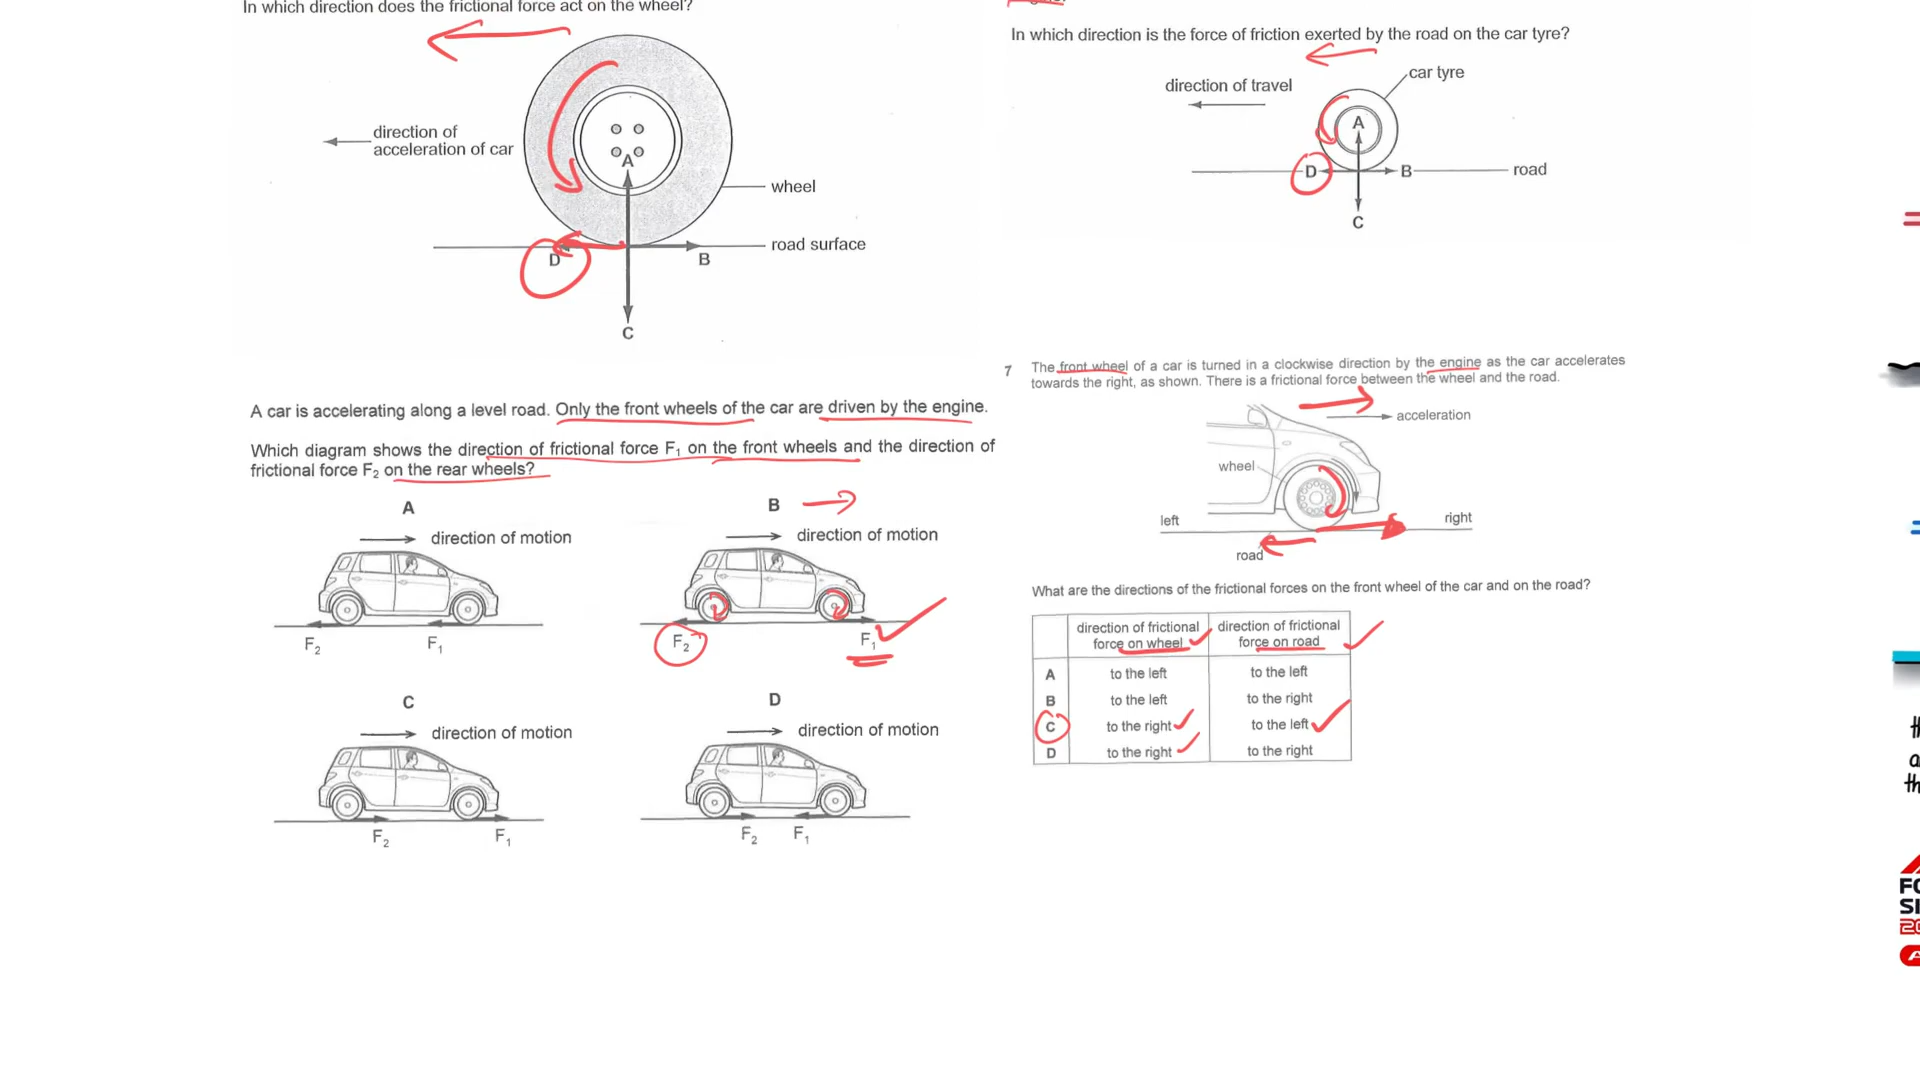 In which direction does the frictional force act on the wheel?
direction of
acceleration of car
A
wheel
road surface
D
B
C
In which direction is the force of friction exerted by the road on the car tyre?
direction of travel
car tyre
A
D
B
road
C
A car is accelerating along a level road. Only the front wheels of the car are driven by the engine.
Which diagram shows the direction of frictional force F1 on the front wheels and the direction of
frictional force F2 on the rear wheels?
A
direction of motion
F2
F1
B
direction of motion
F2
F1
C
direction of motion
F2
F1
D
direction of motion
F2
F1
7 The front wheel of a car is turned in a clockwise direction by the engine as the car accelerates
towards the right, as shown. There is a frictional force between the wheel and the road.
acceleration
wheel
left
right
road
What are the directions of the frictional forces on the front wheel of the car and on the road?
direction of frictional
force on wheel
direction of frictional
force on road
A to the left to the left
B to the left to the right
C to the right to the left
D to the right to the right